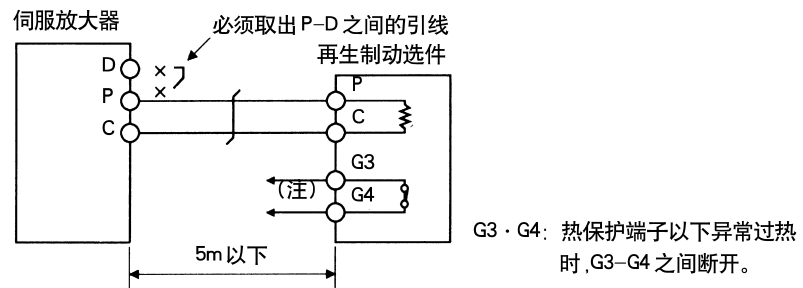 伺服放大器
必须取出P-D之间的引线
再生制动选件
D
P
C
P
C
G3
(注)
G4
5m以下
G3·G4：热保护端子以下异常过热
时,G3-G4之间断开。